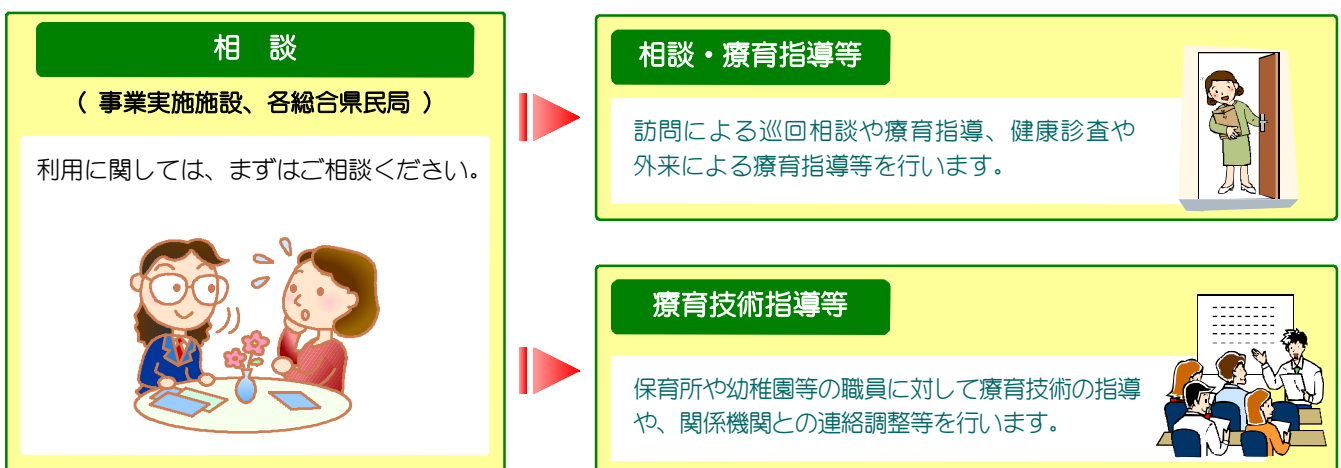 相 談
( 事業実施施設、各総合県民局 )
利用に関しては、まずはご相談ください。
相談・療育指導等
訪問による巡回相談や療育指導、健康診査や
外来による療育指導等を行います。
療育技術指導等
保育所や幼稚園等の職員に対して療育技術の指導
や、関係機関との連絡調整等を行います。